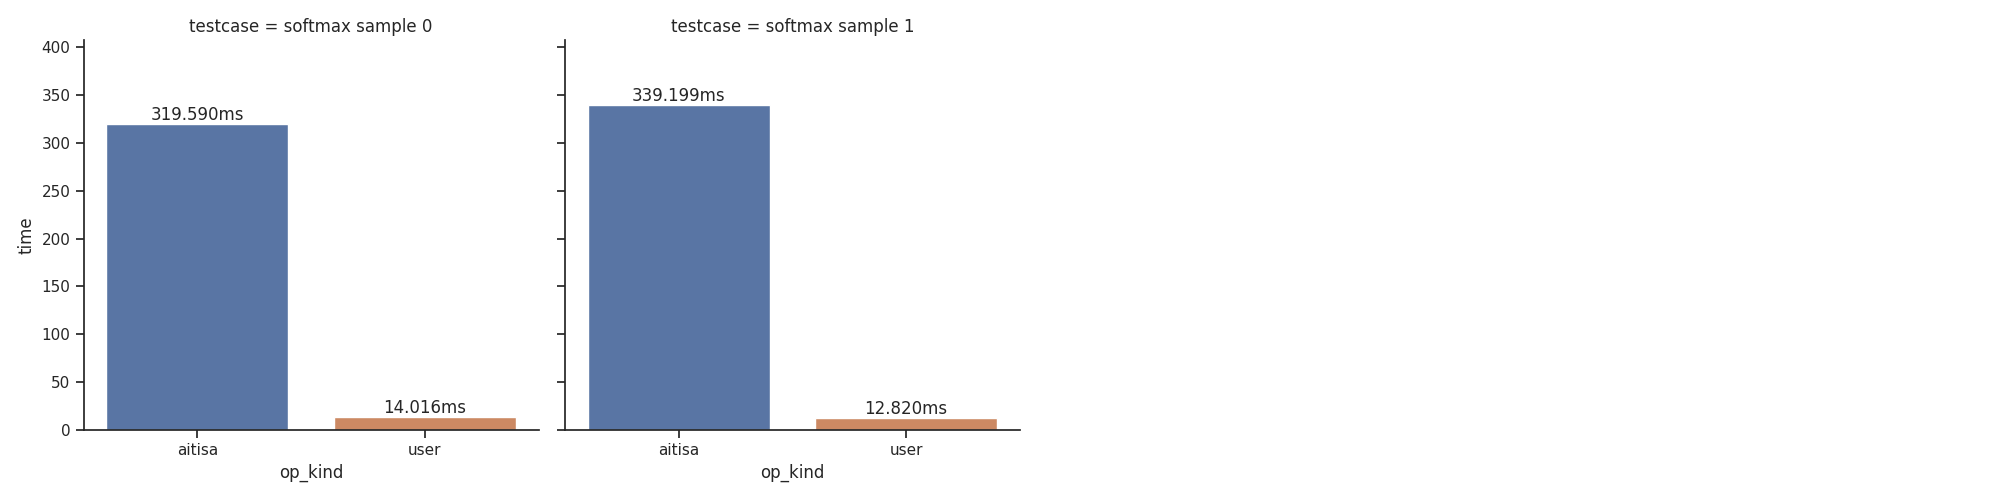 testcase = softmax sample 0
testcase = softmax sample 1
time
400
350
300
250
200
150
100
50
0
319.590ms
14.016ms
339.199ms
12.820ms
aitisa
user
aitisa
user
op_kind
op_kind